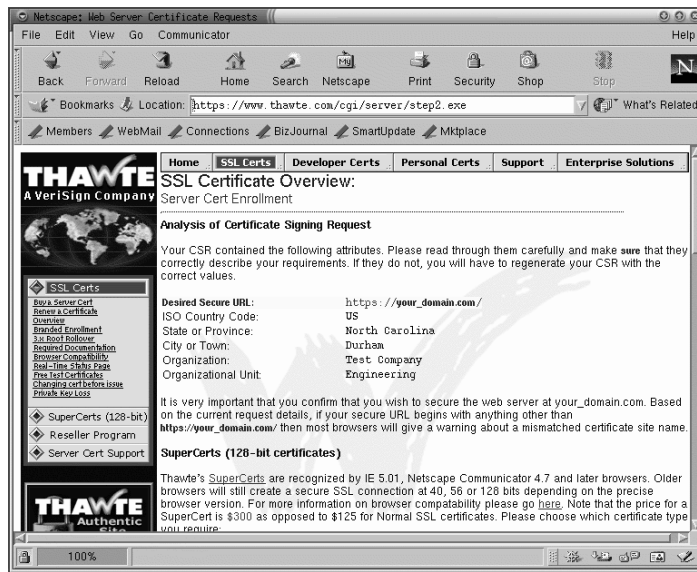 Netscape: Web Server Certificate Requests
File Edit View Go Communicator Help
Back Forward Reload Home Search Netscape Print Security Shop Stop N
My
Bookmarks Location: https://www.thawte.com/cgi/server/step2.exe What's Related
Members WebMail Connections BizJournal SmartUpdate Mktplace
THAWTE
A VeriSign Company
Home SSL Certs Developer Certs Personal Certs Support Enterprise Solutions
SSL Certificate Overview:
Server Cert Enrollment
Analysis of Certificate Signing Request
Your CSR contained the following attributes. Please read through them carefully and make sure that they
correctly describe your requirements. If they do not, you will have to regenerate your CSR with the
correct values.
Desired Secure URL: https://your_domain.com/
ISO Country Code: US
State or Province: North Carolina
City or Town: Durham
Organization: Test Company
Organizational Unit: Engineering
It is very important that you confirm that you wish to secure the web server at your_domain.com. Based
on the current request details, if your secure URL begins with anything other than
https://your_domain.com/ then most browsers will give a warning about a mismatched certificate site name.
SuperCerts (128-bit certificates)
Thawte's SuperCerts are recognized by IE 5.01, Netscape Communicator 4.7 and later browsers. Older
browsers will still create a secure SSL connection at 40, 56 or 128 bits depending on the precise
browser version. For more information on browser compatability please go here. Note that the price for a
SuperCert is $300 as opposed to $125 for Normal SSL certificates. Please choose which certificate type
you require:
SSL Certs
Buy a Server Cert
Renew a Certificate
Overview
Branded Enrollment
3.x Root Rollover
Required Documentation
Browser Compatibility
Real-Time Status Page
Free Test Certificates
Changing cert before issue
Private Key Loss
SuperCerts (128-bit)
Reseller Program
Server Cert Support
THAWTE
Authentic
Site
100%